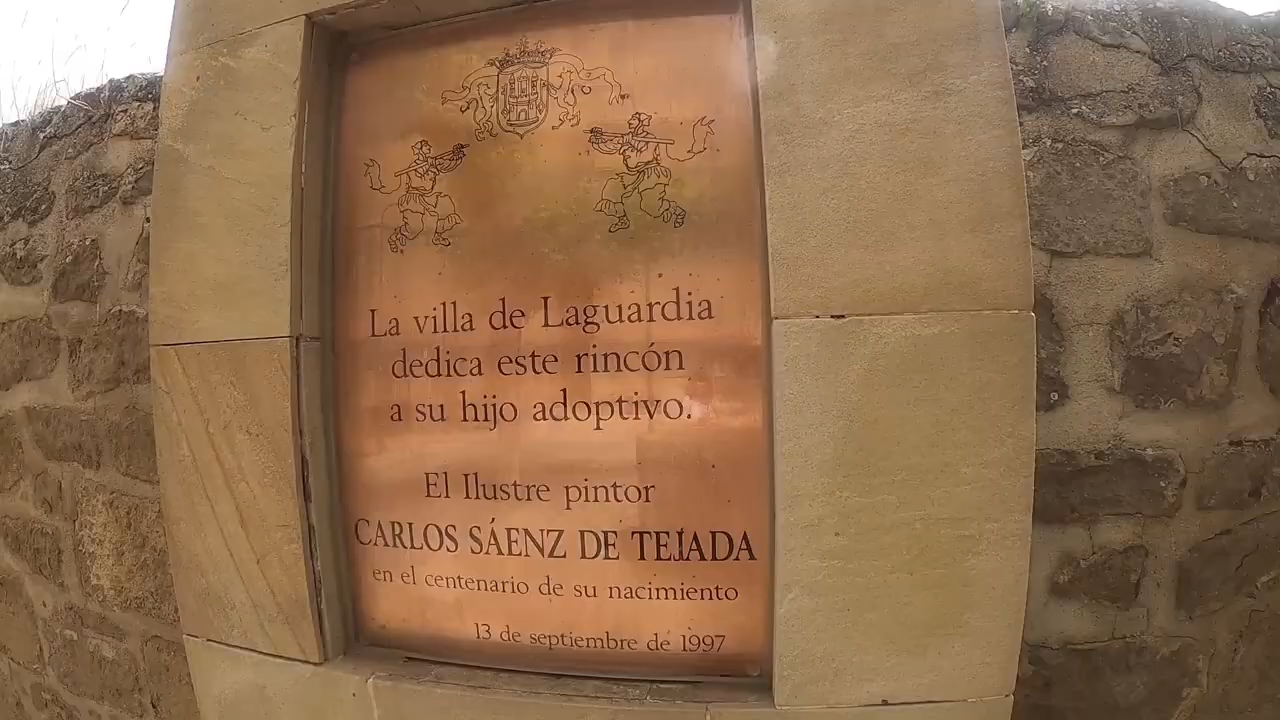 La villa de Laguardia
dedica este rincón
a su hijo adoptivo.
El Ilustre pintor
CARLOS SÁENZ DE TEJADA
en el centenario de su nacimiento
13 de septiembre de 1997